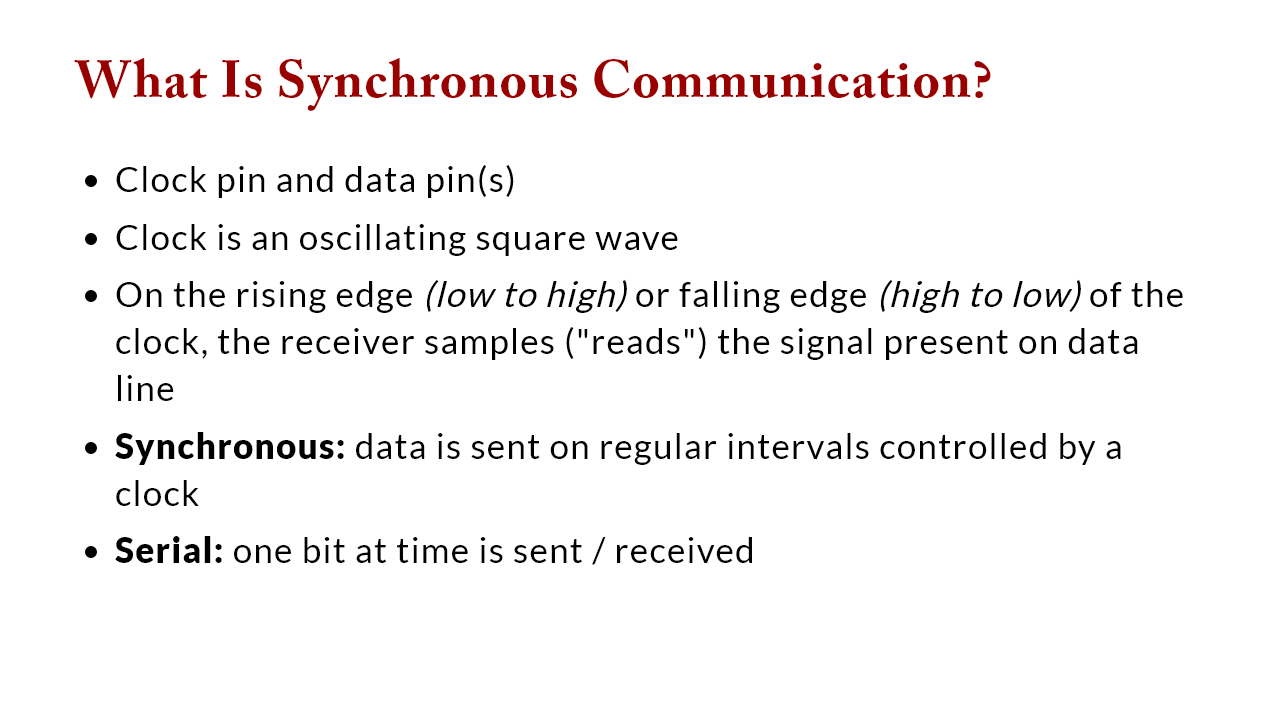 What Is Synchronous Communication?
• Clock pin and data pin(s)
• Clock is an oscillating square wave
• On the rising edge (low to high) or falling edge (high to low) of the
clock, the receiver samples ("reads") the signal present on data
line
• Synchronous: data is sent on regular intervals controlled by a
clock
• Serial: one bit at time is sent / received